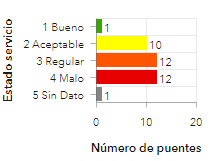 Estado servicio
1 Bueno 1
2 Aceptable 10
3 Regular 12
4 Malo 12
5 Sin Dato 1
0 10 20
Número de puentes